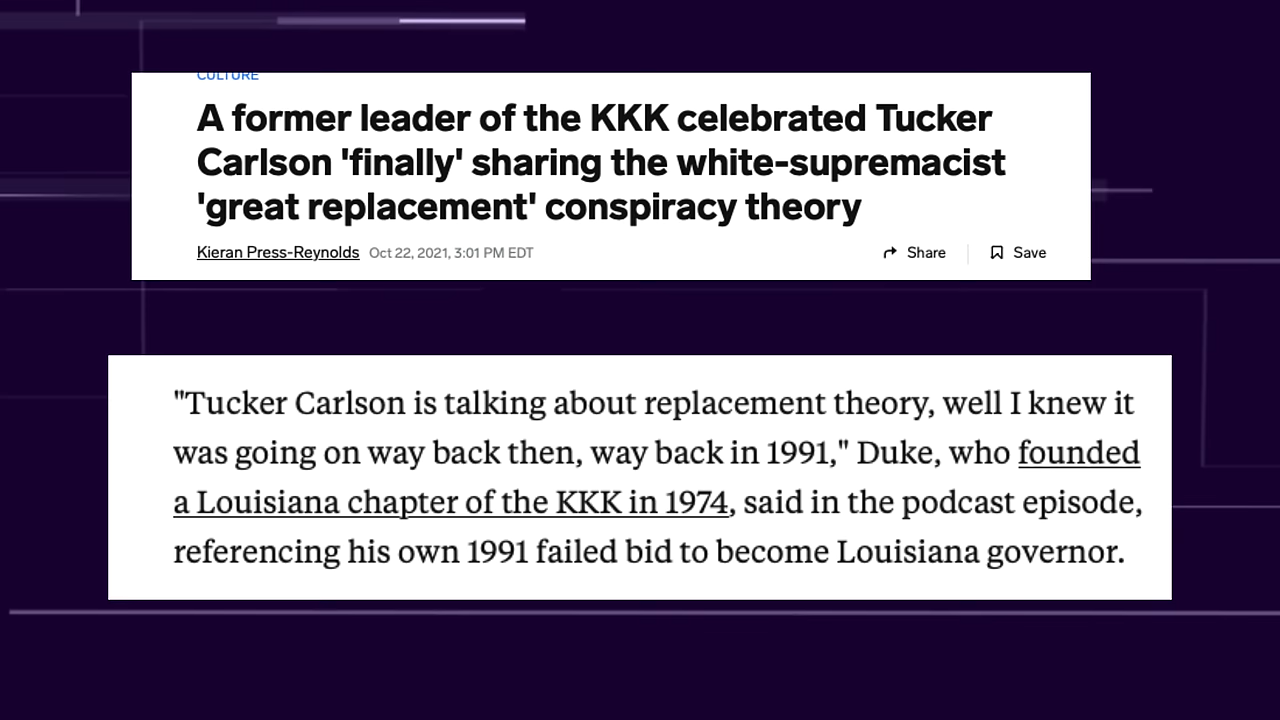 CULTURE
A former leader of the KKK celebrated Tucker
Carlson 'finally' sharing the white-supremacist
'great replacement' conspiracy theory
Kieran Press-Reynolds Oct 22, 2021, 3:01 PM EDT Share Save
"Tucker Carlson is talking about replacement theory, well I knew it
was going on way back then, way back in 1991," Duke, who founded
a Louisiana chapter of the KKK in 1974, said in the podcast episode,
referencing his own 1991 failed bid to become Louisiana governor.